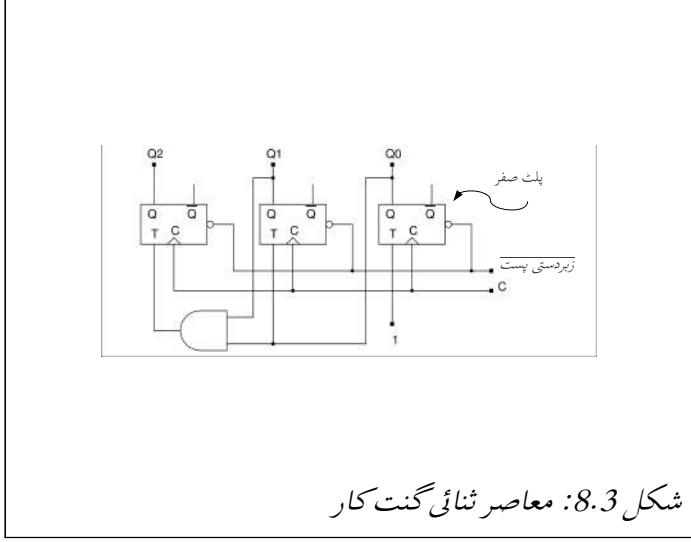 Q2 Q1 Q0
پلٹ صفر
Q Q̅ Q Q̅ Q Q̅
T C T C T C
زبردستی پست
C
1
شکل 8.3: معاصر ثنائی گنت کار